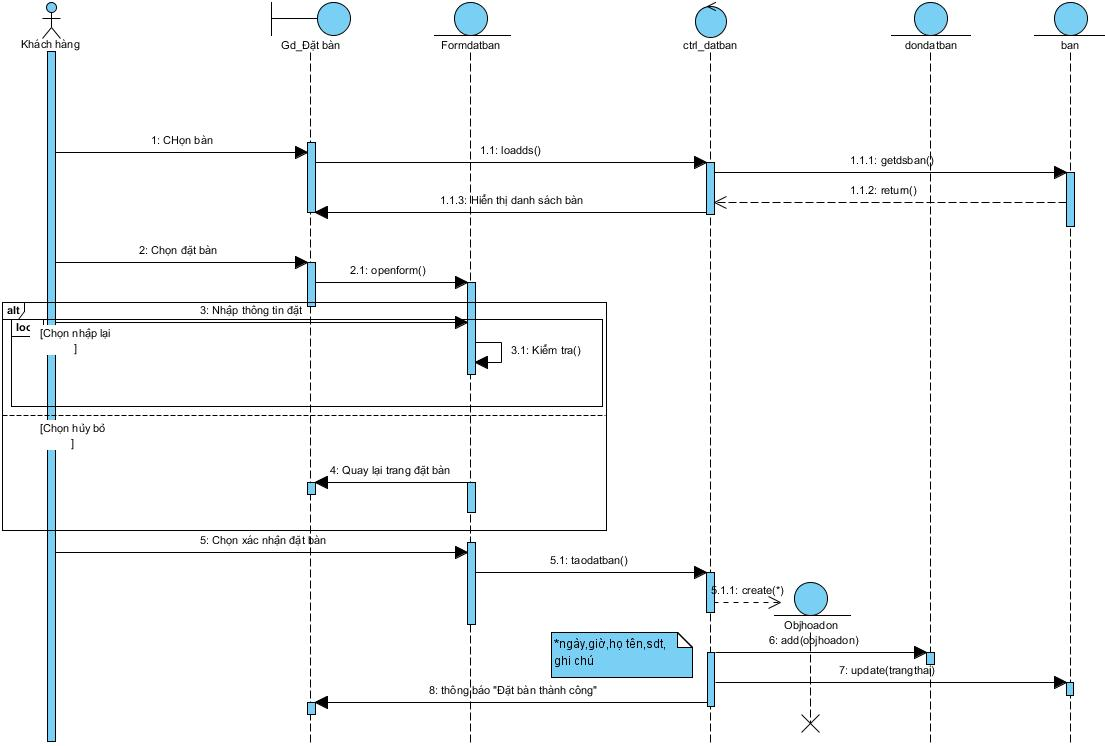 Khách hàng
Gd_Đặt bàn
Formdatban
ctrl_datban
dondatban
ban
1: CHọn bàn
1.1: loadds()
1.1.1: getdsban()
1.1.2: return()
1.1.3: Hiển thị danh sách bàn
2: Chọn đặt bàn
2.1: openform()
alt
3: Nhập thông tin đặt
loc
[Chọn nhập lại
]
3.1: Kiểm tra()
[Chọn hủy bỏ
]
4: Quay lại trang đặt bàn
5: Chọn xác nhận đặt bàn
5.1: taodatban()
5.1.1: create(*)
Objhoadon
*ngày,giờ,họ tên,sdt,
ghi chú
6: add(objhoadon)
7: update(trangthai)
8: thông báo "Đặt bàn thành công"